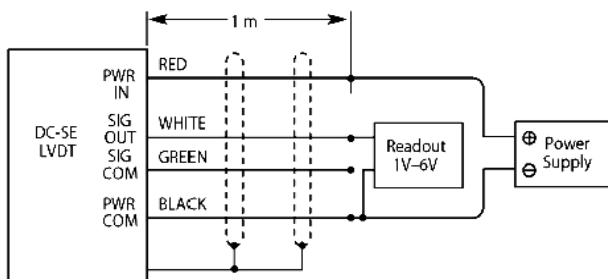 1 m
RED
PWR
IN
SIG
OUT
WHITE
DC-SE
LVDT
SIG
COM
GREEN
PWR
COM
BLACK
Readout
1V–6V
⊕ Power
⊖ Supply